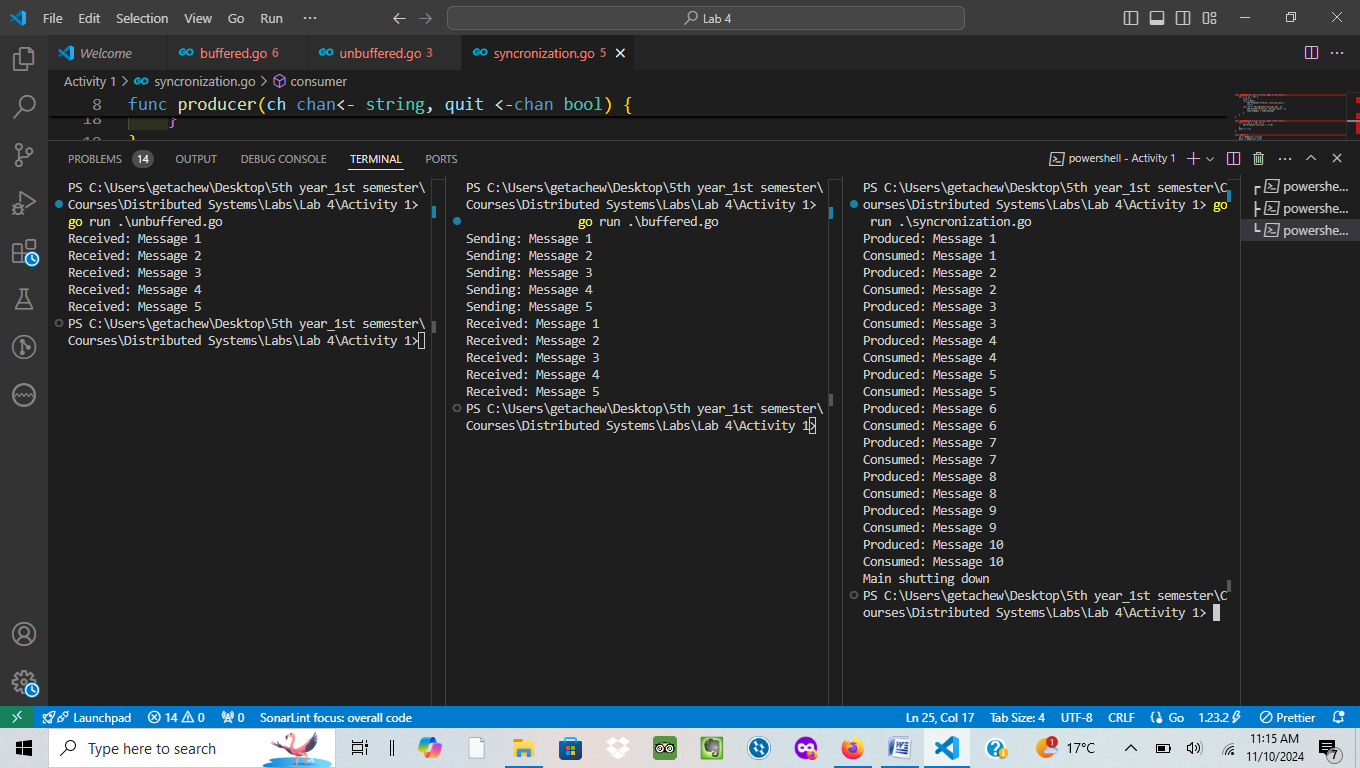 File Edit Selection View Go Run ··· Lab 4
Welcome buffered.go 6 unbuffered.go 3 syncronization.go 5
Activory 1 > syncronization.go > consumer
8 func producer(ch chan<- string, quit <-chan bool) {
18 }
PROBLEMS 14 OUTPUT DEBUG CONSOLE TERMINAL PORTS powershell - Activity 1
PS C:\Users\getachew\Desktop\5th year_1st semester\
Courses\Distributed Systems\Labs\Lab 4\Activity 1>
go run .\unbuffered.go
Received: Message 1
Received: Message 2
Received: Message 3
Received: Message 4
Received: Message 5
PS C:\Users\getachew\Desktop\5th year_1st semester\
Courses\Distributed Systems\Labs\Lab 4\Activity 1>
PS C:\Users\getachew\Desktop\5th year_1st semester\
Courses\Distributed Systems\Labs\Lab 4\Activity 1>
go run .\buffered.go
Sending: Message 1
Sending: Message 2
Sending: Message 3
Sending: Message 4
Sending: Message 5
Received: Message 1
Received: Message 2
Received: Message 3
Received: Message 4
Received: Message 5
PS C:\Users\getachew\Desktop\5th year_1st semester\
Courses\Distributed Systems\Labs\Lab 4\Activity 1>
PS C:\Users\getachew\Desktop\5th year_1st semester\C
ourses\Distributed Systems\Labs\Lab 4\Activity 1> go
run .\syncronization.go
Produced: Message 1
Consumed: Message 1
Produced: Message 2
Consumed: Message 2
Produced: Message 3
Consumed: Message 3
Produced: Message 4
Consumed: Message 4
Produced: Message 5
Consumed: Message 5
Produced: Message 6
Consumed: Message 6
Produced: Message 7
Consumed: Message 7
Produced: Message 8
Consumed: Message 8
Produced: Message 9
Consumed: Message 9
Produced: Message 10
Consumed: Message 10
Main shutting down
PS C:\Users\getachew\Desktop\5th year_1st semester\C
ourses\Distributed Systems\Labs\Lab 4\Activity 1>
powershe...
powershe...
powershe...
Launchpad 14 0 0 SonarLint focus: overall code Ln 25, Col 17 Tab Size: 4 UTF-8 CRLF Go 1.23.2 Prettier
Type here to search 17°C 11:15 AM
11/10/2024